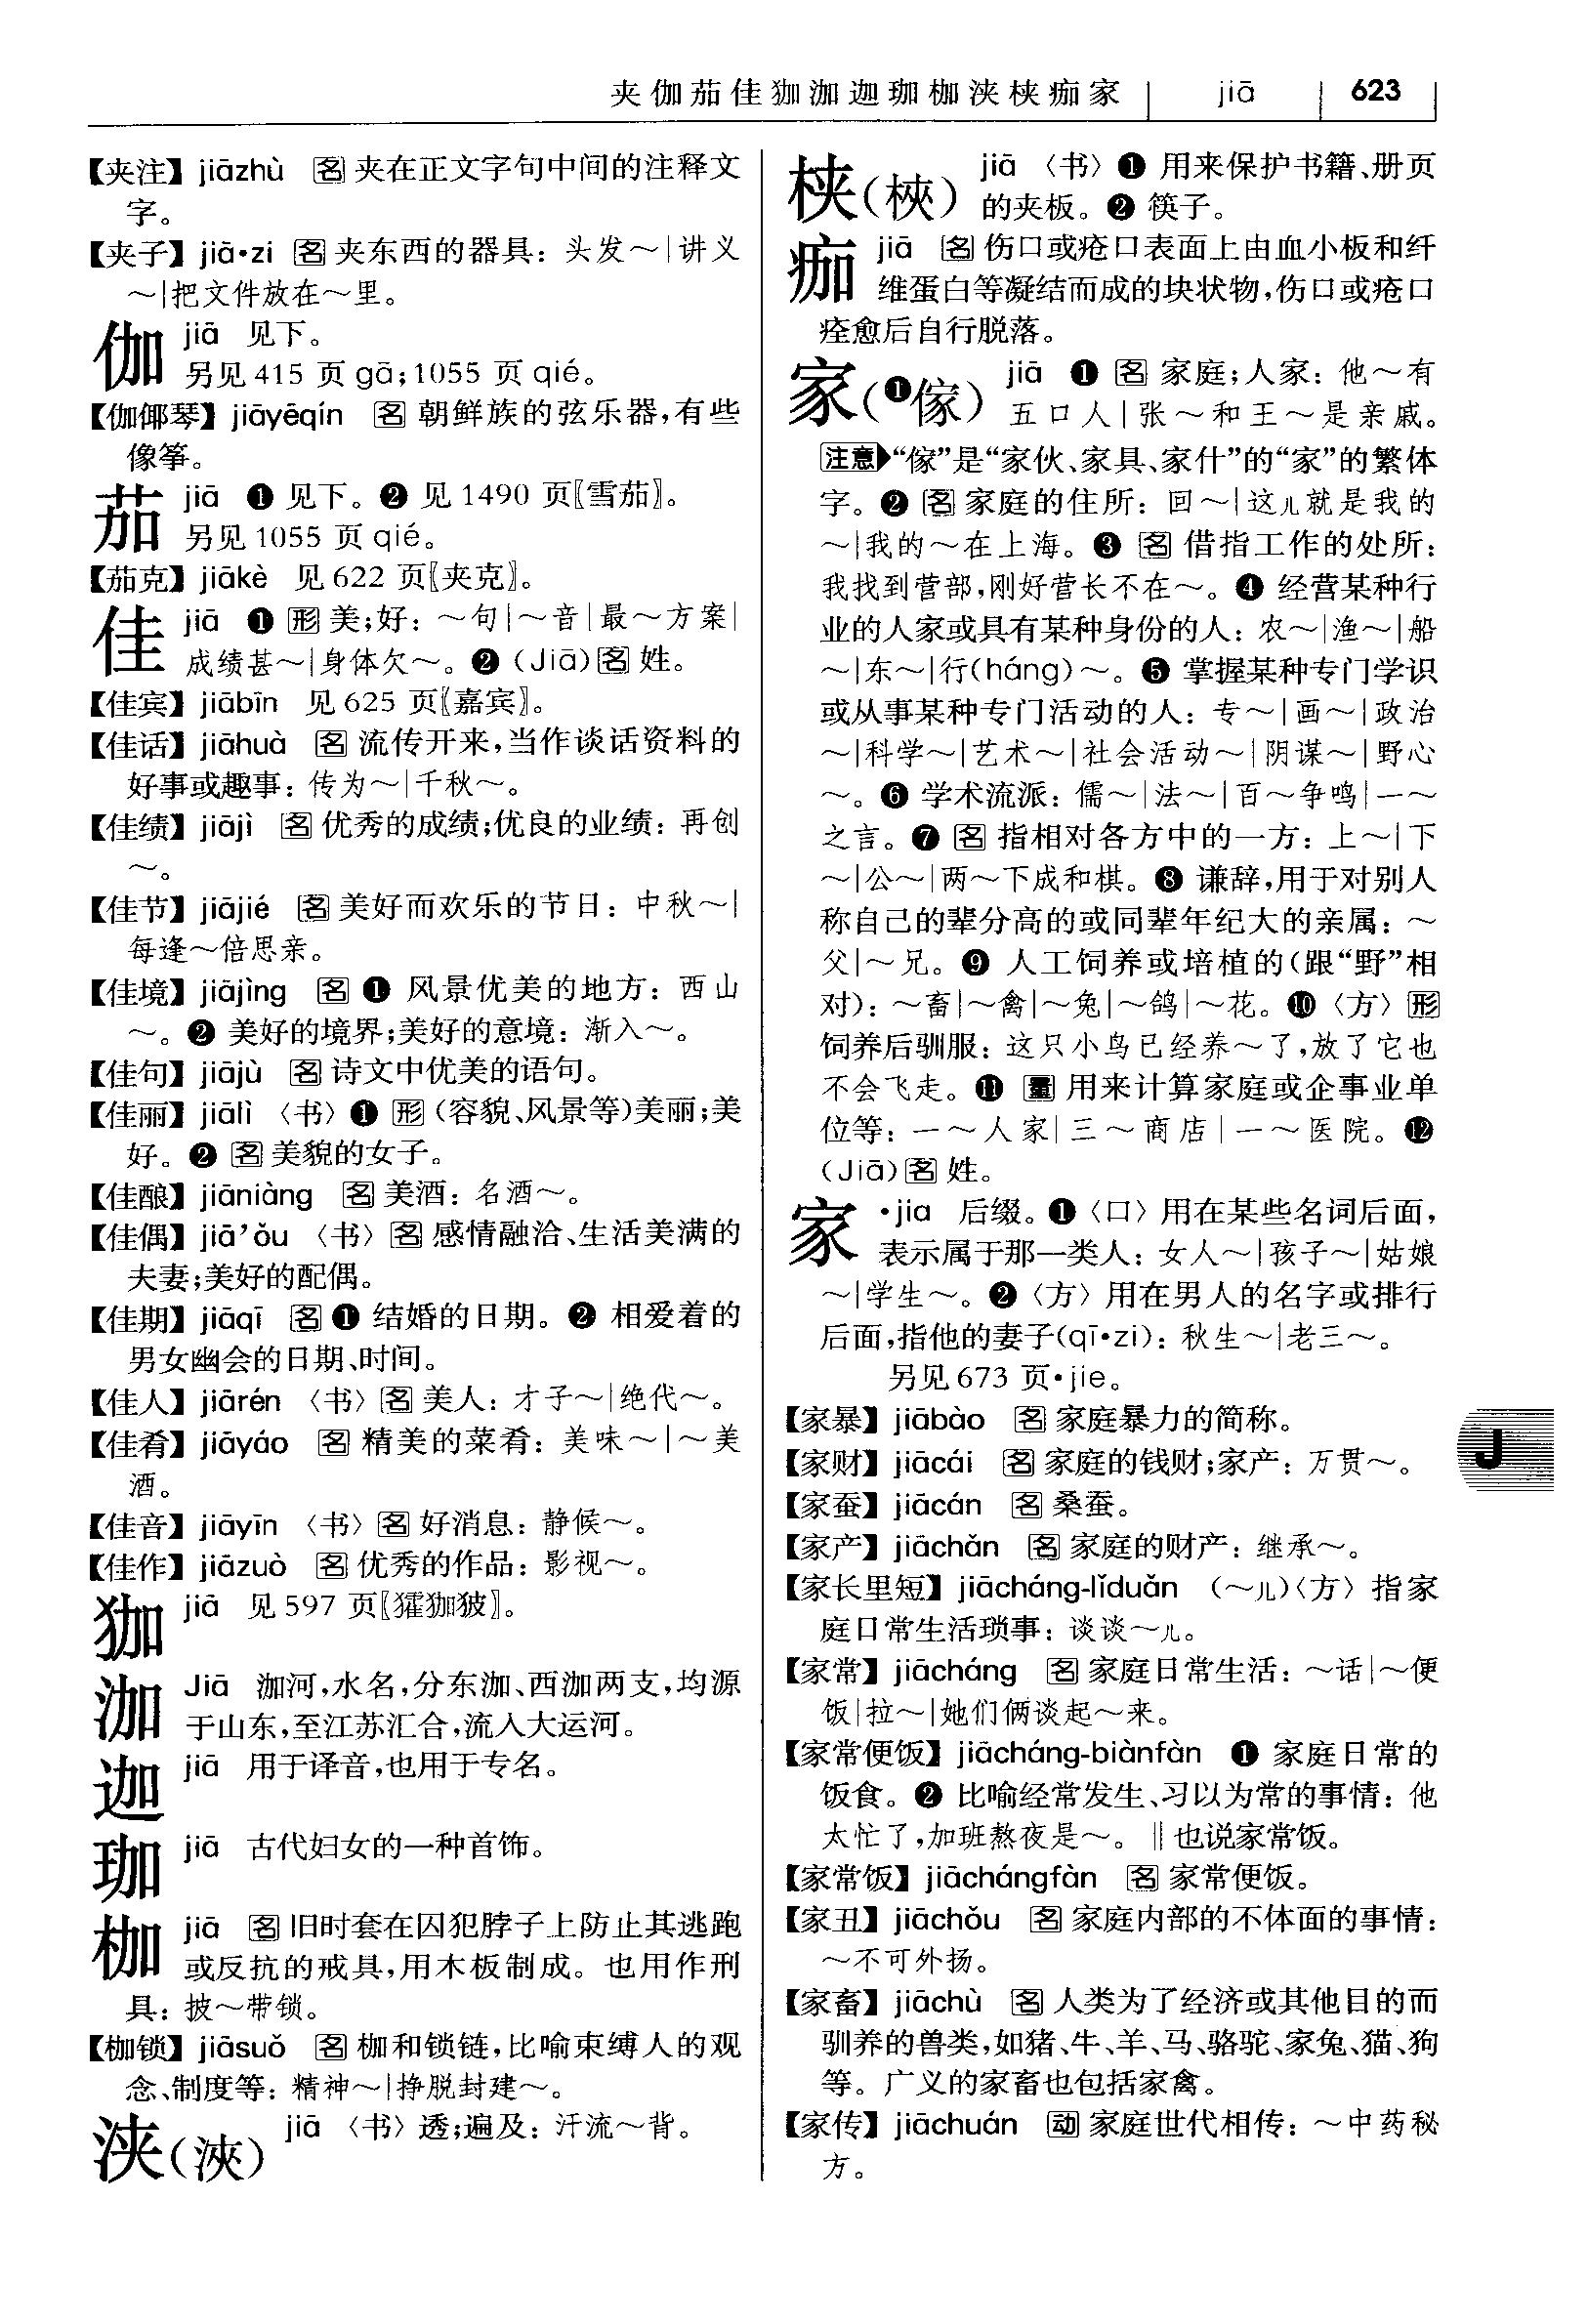 夹伽茄佳㹢泇迦珈枷浃梜痂家 jiā 623
【夹注】jiāzhù 名 夹在正文字句中间的注释文
字。
【夹子】jiā•zi 名 夹东西的器具：头发～|讲义
～|把文件放在～里。
伽 jiā 见下。
另见 415 页 gā；1055 页 qié。
【伽倻琴】jiāyēqín 名 朝鲜族的弦乐器，有些
像筝。
茄 jiā ❶ 见下。❷ 见 1490 页〖雪茄〗。
另见 1055 页 qié。
【茄克】jiākè 见 622 页〖夹克〗。
佳 jiā ❶ 形 美；好：～句|～音|最～方案|
成绩甚～|身体欠～。❷（Jiā）名 姓。
【佳宾】jiābīn 见 625 页〖嘉宾〗。
【佳话】jiāhuà 名 流传开来，当作谈话资料的
好事或趣事：传为～|千秋～。
【佳绩】jiājì 名 优秀的成绩；优良的业绩：再创
～。
【佳节】jiājié 名 美好而欢乐的节日：中秋～|
每逢～倍思亲。
【佳境】jiājìng 名 ❶ 风景优美的地方：西山
～。❷ 美好的境界；美好的意境：渐入～。
【佳句】jiājù 名 诗文中优美的语句。
【佳丽】jiālì 〈书〉❶ 形（容貌、风景等）美丽；美
好。❷ 名 美貌的女子。
【佳酿】jiāniàng 名 美酒：名酒～。
【佳偶】jiā’ǒu 〈书〉名 感情融洽、生活美满的
夫妻；美好的配偶。
【佳期】jiāqī 名 ❶ 结婚的日期。❷ 相爱着的
男女幽会的日期、时间。
【佳人】jiārén 〈书〉名 美人：才子～|绝代～。
【佳肴】jiāyáo 名 精美的菜肴：美味～|～美
酒。
【佳音】jiāyīn 〈书〉名 好消息：静候～。
【佳作】jiāzuò 名 优秀的作品：影视～。
㹢 jiā 见 597 页〖獾㹢狓〗。
泇 Jiā 泇河，水名，分东泇、西泇两支，均源
于山东，至江苏汇合，流入大运河。
迦 jiā 用于译音，也用于专名。
珈 jiā 古代妇女的一种首饰。
枷 jiā 名 旧时套在囚犯脖子上防止其逃跑
或反抗的戒具，用木板制成。也用作刑
具：披～带锁。
【枷锁】jiāsuǒ 名 枷和锁链，比喻束缚人的观
念、制度等：精神～|挣脱封建～。
浃（浹） jiā 〈书〉透；遍及：汗流～背。
梜（梜） jiā 〈书〉❶ 用来保护书籍、册页
的夹板。❷ 筷子。
痂 jiā 名 伤口或疮口表面上由血小板和纤
维蛋白等凝结而成的块状物，伤口或疮口
痊愈后自行脱落。
家（❶傢） jiā ❶ 名 家庭；人家：他～有
五口人|张～和王～是亲戚。
注意▶“傢”是“家伙、家具、家什”的“家”的繁体
字。❷ 名 家庭的住所：回～|这儿就是我的
～|我的～在上海。❸ 名 借指工作的处所：
我找到营部，刚好营长不在～。❹ 经营某种行
业的人家或具有某种身份的人：农～|渔～|船
～|东～|行（háng）～。❺ 掌握某种专门学识
或从事某种专门活动的人：专～|画～|政治
～|科学～|艺术～|社会活动～|阴谋～|野心
～。❻ 学术流派：儒～|法～|百～争鸣|一～
之言。❼ 名 指相对各方中的一方：上～|下
～|公～|两～下成和棋。❽ 谦辞，用于对别人
称自己的辈分高的或同辈年纪大的亲属：～
父|～兄。❾ 人工饲养或培植的（跟“野”相
对）：～畜|～禽|～兔|～鸽|～花。❿〈方〉形
饲养后驯服：这只小鸟已经养～了，放了它也
不会飞走。⓫ 量 用来计算家庭或企事业单
位等：一～人家|三～商店|一～医院。⓬
（Jiā）名 姓。
家 •jia 后缀。❶〈口〉用在某些名词后面，
表示属于那一类人：女人～|孩子～|姑娘
～|学生～。❷〈方〉用在男人的名字或排行
后面，指他的妻子（qī•zi）：秋生～|老三～。
另见 673 页•jie。
【家暴】jiābào 名 家庭暴力的简称。
【家财】jiācái 名 家庭的钱财；家产：万贯～。
【家蚕】jiācán 名 桑蚕。
【家产】jiāchǎn 名 家庭的财产：继承～。
【家长里短】jiācháng-lǐduǎn （～儿）〈方〉指家
庭日常生活琐事：谈谈～儿。
【家常】jiācháng 名 家庭日常生活：～话|～便
饭|拉～|她们俩谈起～来。
【家常便饭】jiācháng-biànfàn ❶ 家庭日常的
饭食。❷ 比喻经常发生、习以为常的事情：他
太忙了，加班熬夜是～。‖也说家常饭。
【家常饭】jiāchángfàn 名 家常便饭。
【家丑】jiāchǒu 名 家庭内部的不体面的事情：
～不可外扬。
【家畜】jiāchù 名 人类为了经济或其他目的而
驯养的兽类，如猪、牛、羊、马、骆驼、家兔、猫、狗
等。广义的家畜也包括家禽。
【家传】jiāchuán 动 家庭世代相传：～中药秘
方。
J